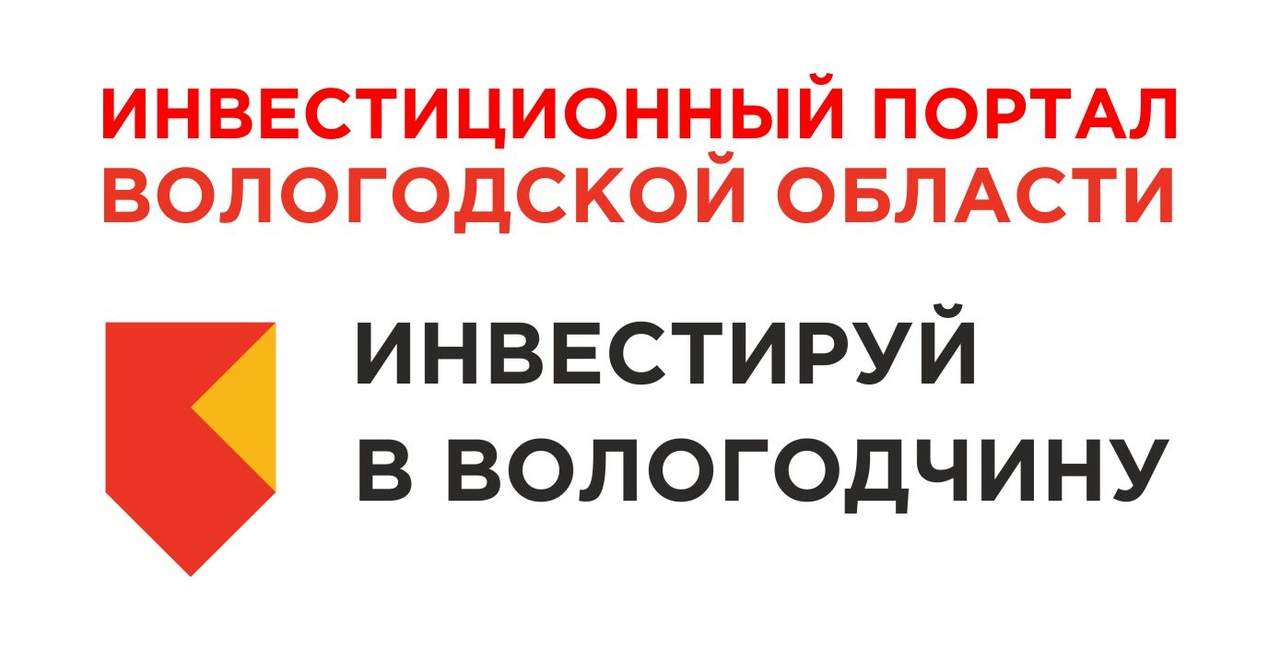 ИНВЕСТИЦИОННЫЙ ПОРТАЛ
ВОЛОГОДСКОЙ ОБЛАСТИ
ИНВЕСТИРУЙ
В ВОЛОГОДЧИНУ